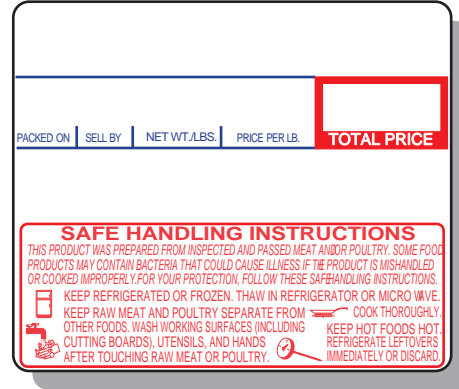 PACKED ON SELL BY NET WT./LBS. PRICE PER LB. TOTAL PRICE
SAFE HANDLING INSTRUCTIONS
THIS PRODUCT WAS PREPARED FROM INSPECTED AND PASSED MEAT AND/OR POULTRY. SOME FOOD
PRODUCTS MAY CONTAIN BACTERIA THAT COULD CAUSE ILLNESS IF THE PRODUCT IS MISHANDLED
OR COOKED IMPROPERLY. FOR YOUR PROTECTION, FOLLOW THESE SAFE HANDLING INSTRUCTIONS.
KEEP REFRIGERATED OR FROZEN. THAW IN REFRIGERATOR OR MICRO WAVE.
KEEP RAW MEAT AND POULTRY SEPARATE FROM
OTHER FOODS. WASH WORKING SURFACES (INCLUDING
CUTTING BOARDS), UTENSILS, AND HANDS
AFTER TOUCHING RAW MEAT OR POULTRY.
COOK THOROUGHLY.
KEEP HOT FOODS HOT.
REFRIGERATE LEFTOVERS
IMMEDIATELY OR DISCARD.